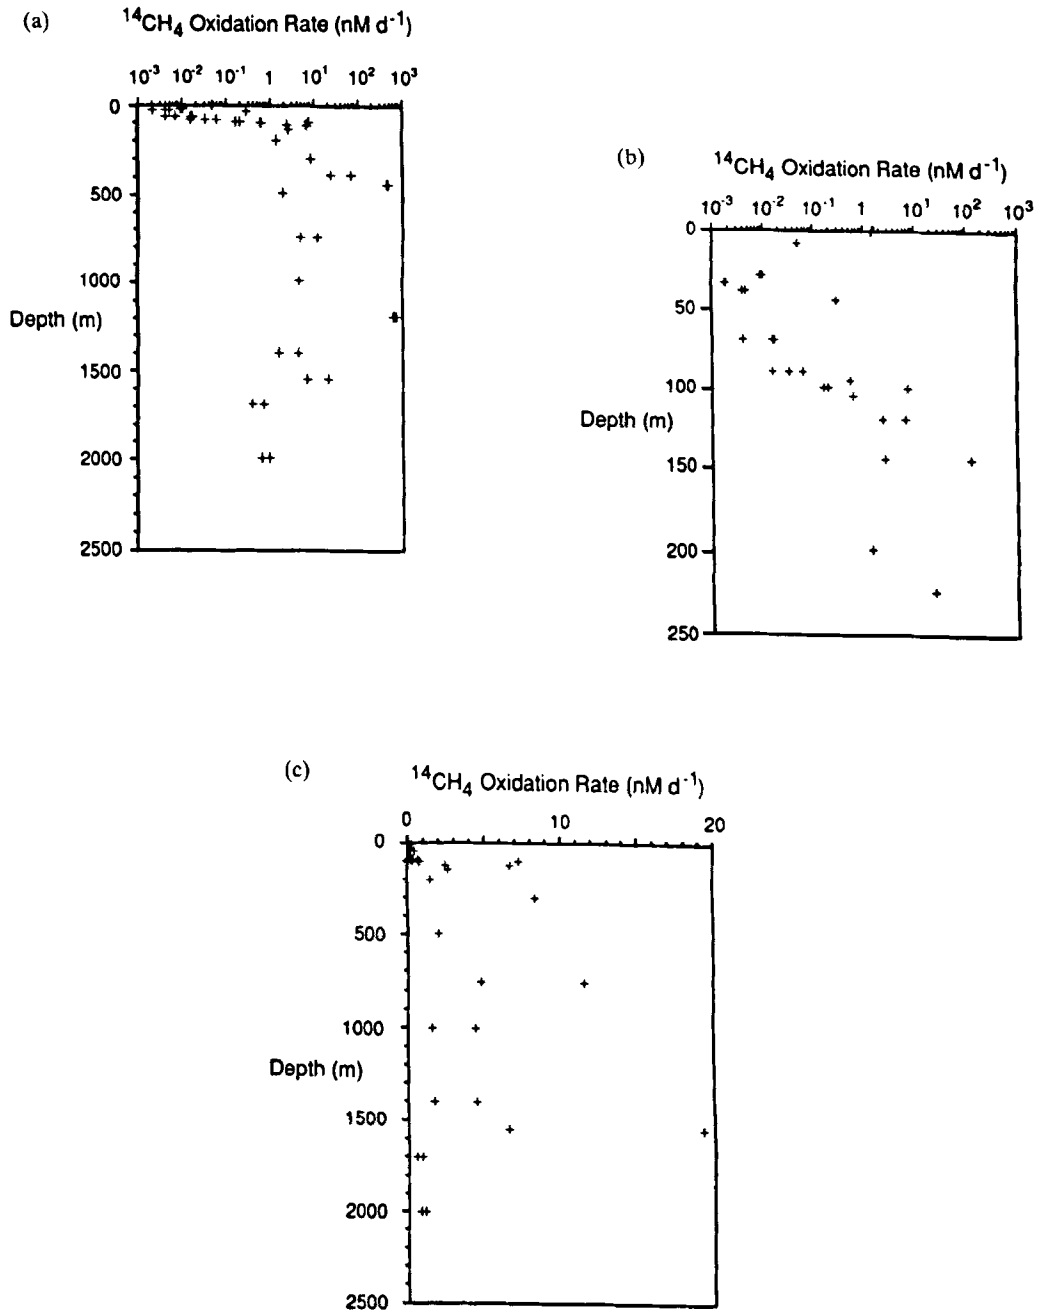 (a)
¹⁴CH₄ Oxidation Rate (nM d⁻¹)
10⁻³ 10⁻² 10⁻¹ 1 10¹ 10² 10³
0
500
1000
Depth (m)
1500
2000
2500
(b)
¹⁴CH₄ Oxidation Rate (nM d⁻¹)
10⁻³ 10⁻² 10⁻¹ 1 10¹ 10² 10³
0
50
100
Depth (m)
150
200
250
(c)
¹⁴CH₄ Oxidation Rate (nM d⁻¹)
0 10 20
0
500
1000
Depth (m)
1500
2000
2500